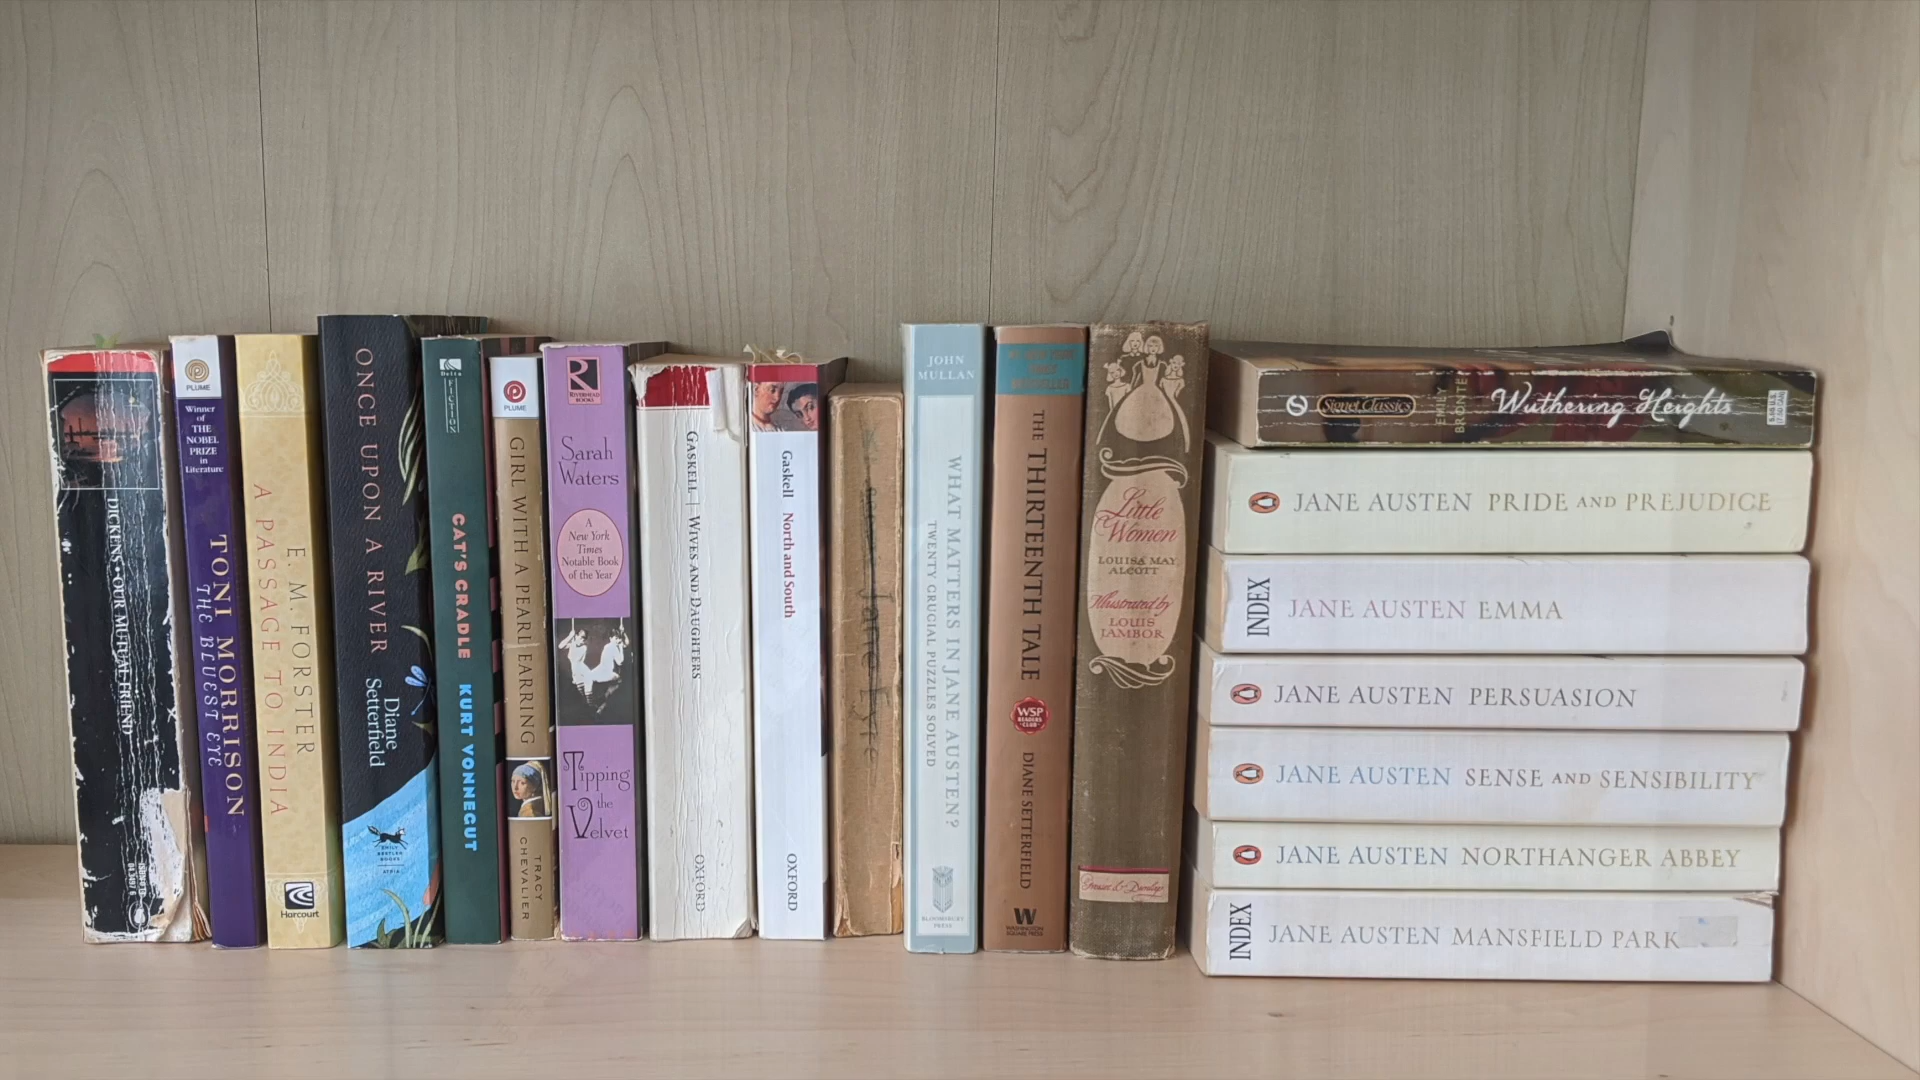 DICKENS · OUR MUTUAL FRIEND
PLUME
Winner
of
THE
NOBEL
PRIZE
in
Literature
TONI MORRISON
THE BLUEST EYE
E. M. FORSTER
A PASSAGE TO INDIA
Harcourt
ONCE UPON A RIVER
Diane
Setterfield
EMILY
BESTLER
BOOKS
ATRIA
Delta
FICTION
CAT'S CRADLE
KURT VONNEGUT
PLUME
GIRL WITH A PEARL EARRING
TRACY
CHEVALIER
R
RIVERHEAD
BOOKS
Sarah
Waters
A
New York
Times
Notable Book
of the Year
Tipping
the
Velvet
GASKELL | WIVES AND DAUGHTERS
OXFORD
Gaskell North and South
OXFORD
Jane Eyre
JOHN
MULLAN
WHAT MATTERS IN JANE AUSTEN?
TWENTY CRUCIAL PUZZLES SOLVED
BLOOMSBURY
PRESS
THE THIRTEENTH TALE
WSP
READERS
CLUB
DIANE SETTERFIELD
W
WASHINGTON
SQUARE PRESS
Little
Women
LOUISA MAY
ALCOTT
Illustrated by
LOUIS
JAMBOR
Grosset & Dunlap
Signet Classics
EMILY
BRONTË
Wuthering Heights
JANE AUSTEN PRIDE AND PREJUDICE
INDEX
JANE AUSTEN EMMA
JANE AUSTEN PERSUASION
JANE AUSTEN SENSE AND SENSIBILITY
JANE AUSTEN NORTHANGER ABBEY
INDEX
JANE AUSTEN MANSFIELD PARK